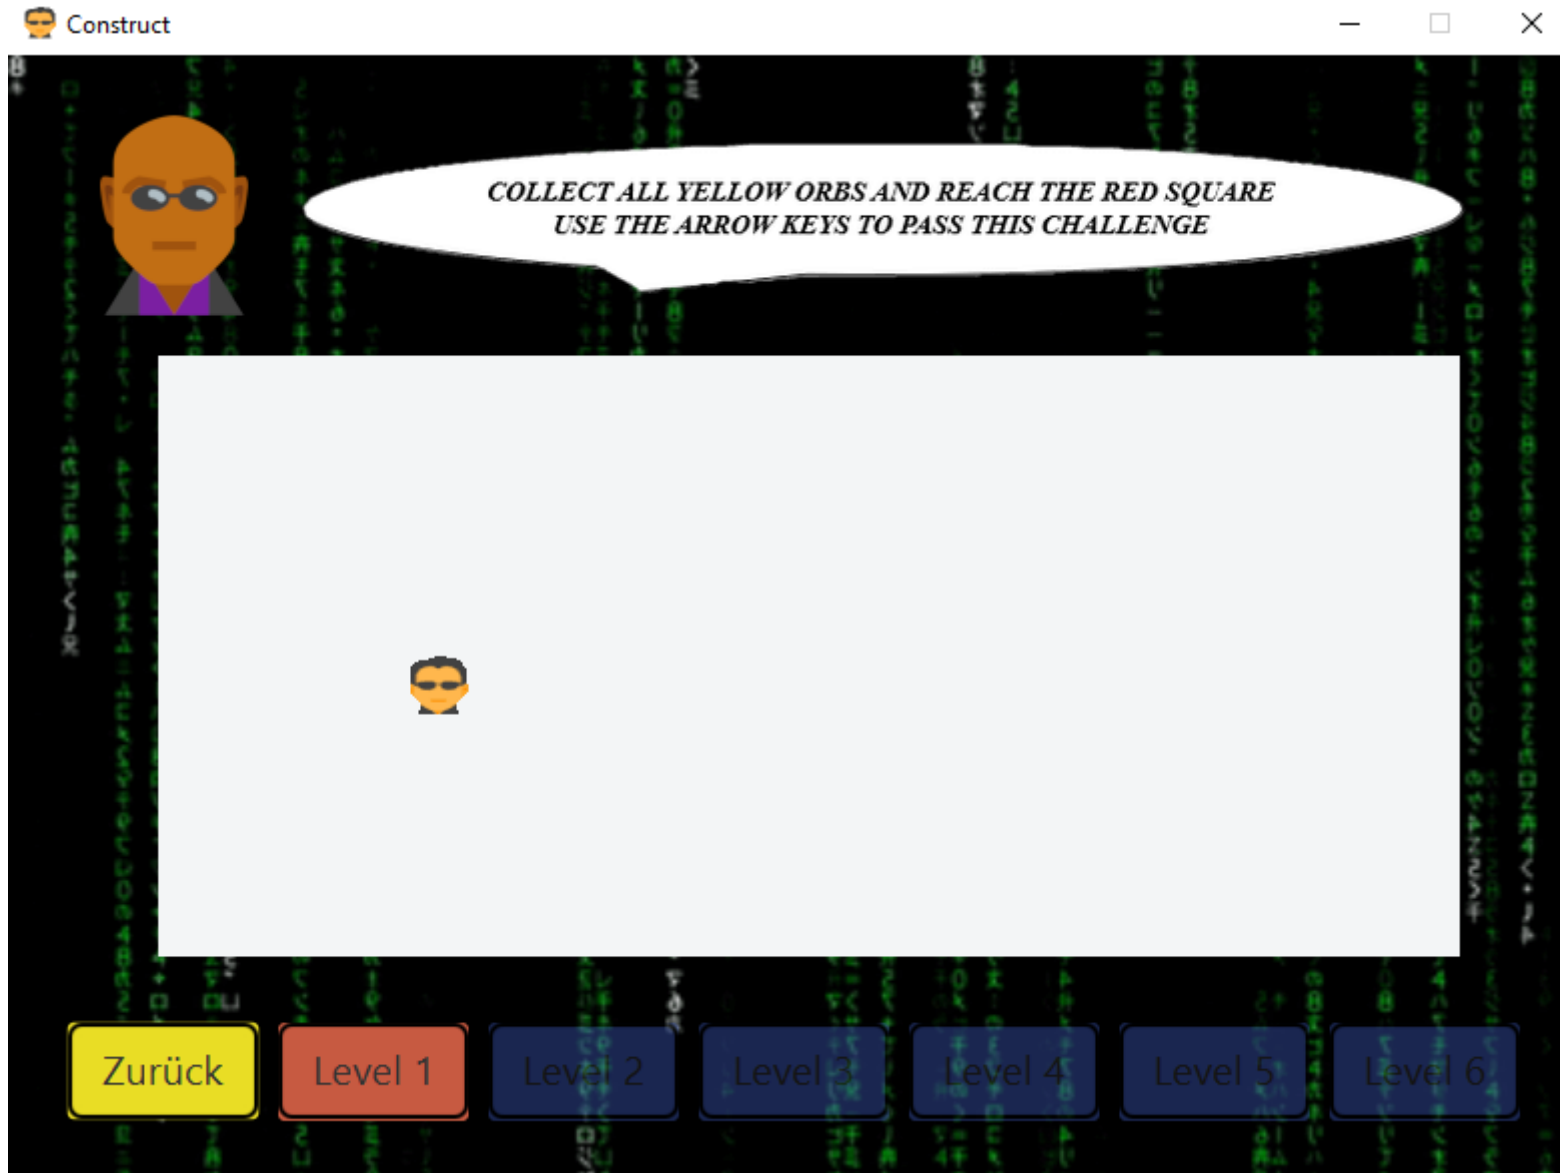 Construct
COLLECT ALL YELLOW ORBS AND REACH THE RED SQUARE
USE THE ARROW KEYS TO PASS THIS CHALLENGE
Zurück
Level 1
Level 2
Level 3
Level 4
Level 5
Level 6